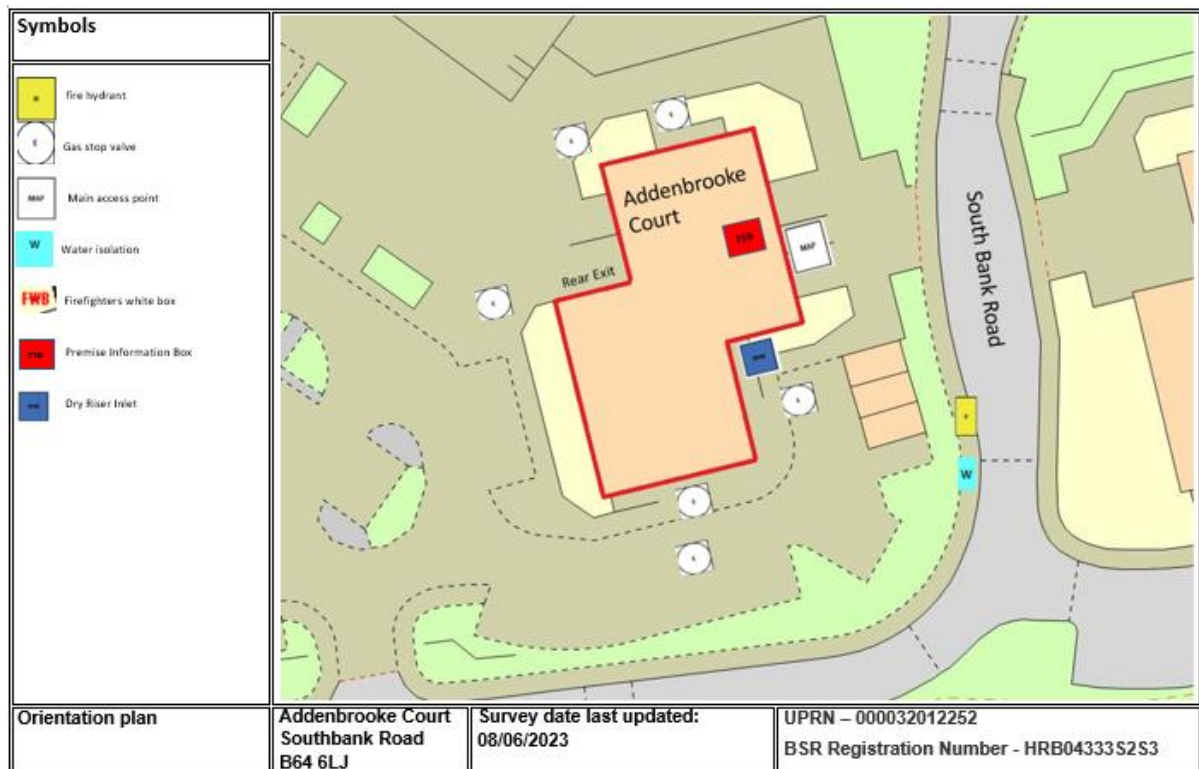 Symbols
fire hydrant
Gas stop valve
MAP
Main access point
W
Water isolation
FWB
Firefighters white box
Premise Information Box
Dry Riser Inlet
Addenbrooke
Court
MAP
Rear Exit
South Bank Road
W
Orientation plan
Addenbrooke Court
Southbank Road
B64 6LJ
Survey date last updated:
08/06/2023
UPRN – 000032012252
BSR Registration Number - HRB04333S2S3